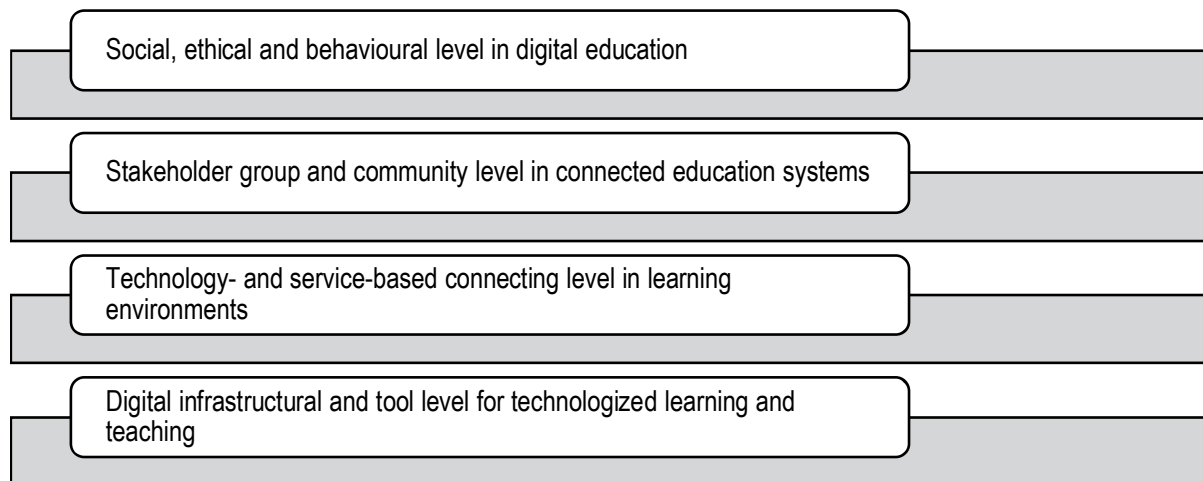 Social, ethical and behavioural level in digital education
Stakeholder group and community level in connected education systems
Technology- and service-based connecting level in learning
environments
Digital infrastructural and tool level for technologized learning and
teaching